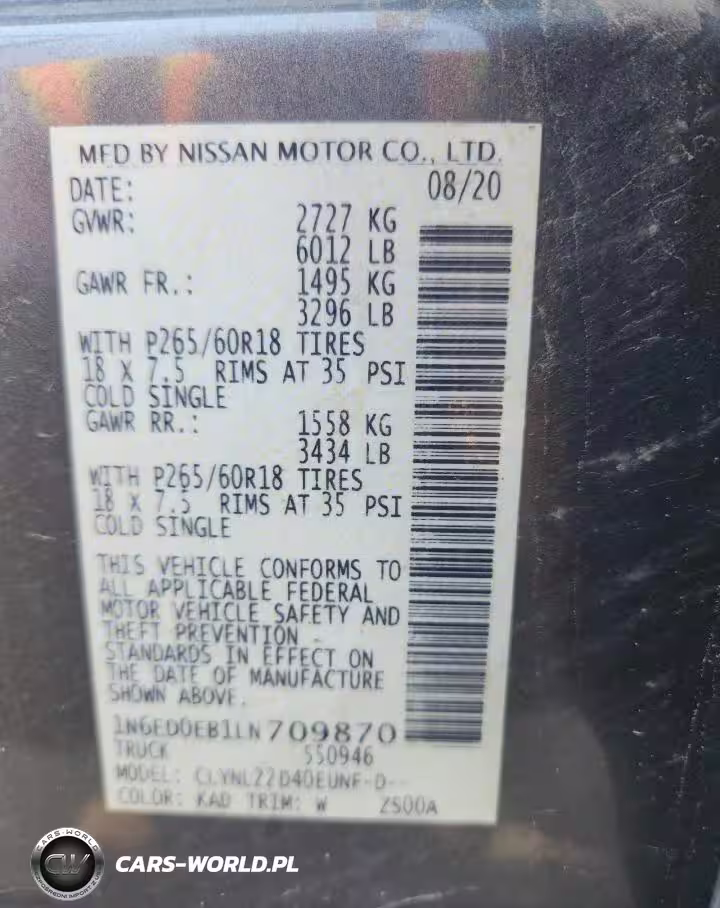 MFD BY NISSAN MOTOR CO., LTD.
DATE: 08/20
GVWR: 2727 KG
6012 LB
GAWR FR.: 1495 KG
3296 LB
WITH P265/60R18 TIRES
18 X 7.5 RIMS AT 35 PSI
COLD SINGLE
GAWR RR.: 1558 KG
3434 LB
WITH P265/60R18 TIRES
18 X 7.5 RIMS AT 35 PSI
COLD SINGLE
THIS VEHICLE CONFORMS TO
ALL APPLICABLE FEDERAL
MOTOR VEHICLE SAFETY AND
THEFT PREVENTION
STANDARDS IN EFFECT ON
THE DATE OF MANUFACTURE
SHOWN ABOVE.
1N6ED0EB1LN709870
TRUCK 550946
MODEL: CLYNL22D40EUNF-D--
COLOR: KAD TRIM: W ZS00A
CARS-WORLD
CW
CARS-WORLD.PL